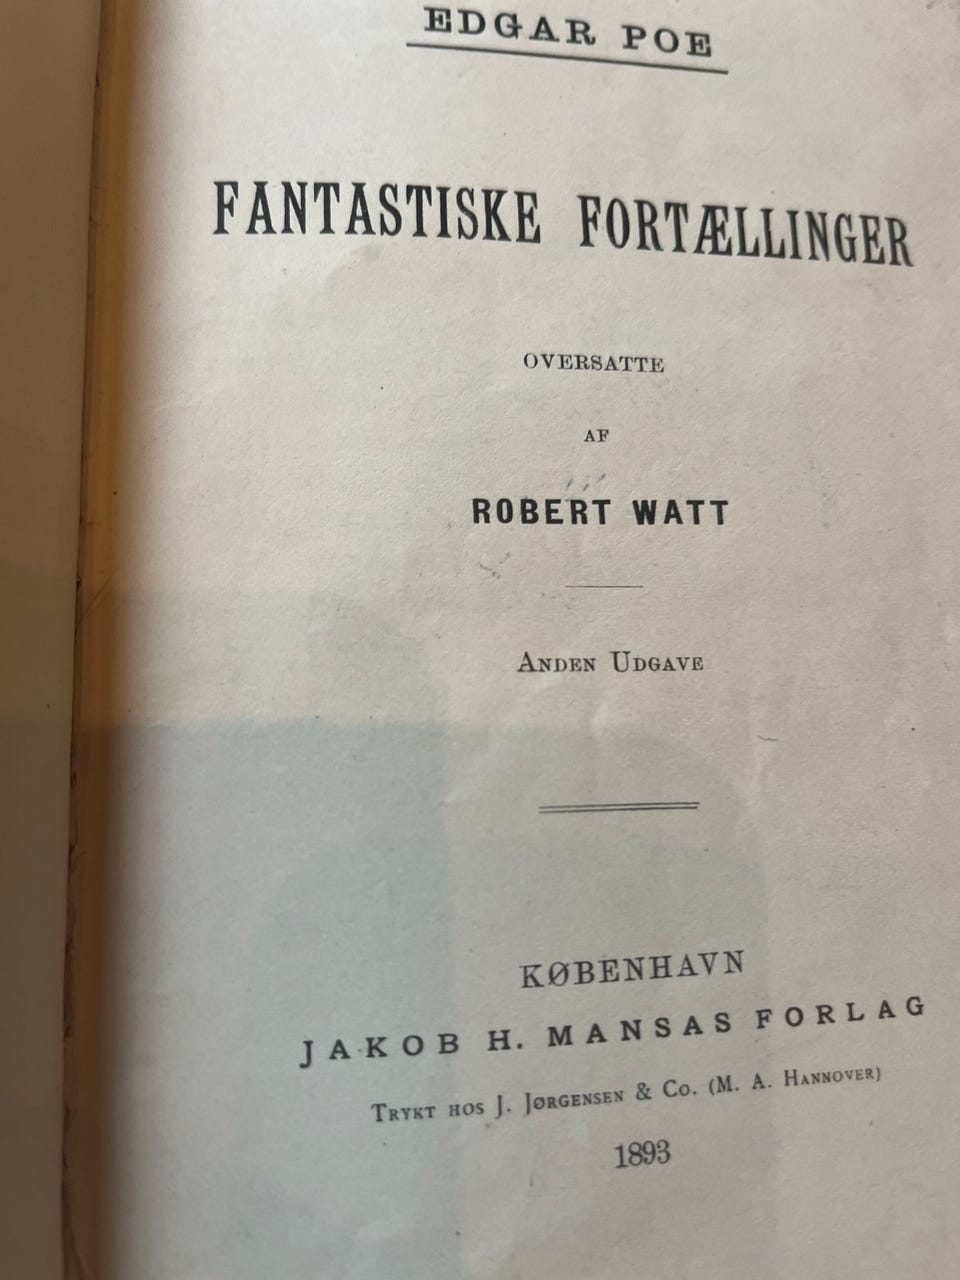 EDGAR POE
FANTASTISKE FORTÆLLINGER
OVERSATTE
AF
ROBERT WATT
ANDEN UDGAVE
KØBENHAVN
JAKOB H. MANSAS FORLAG
TRYKT HOS J. JØRGENSEN & CO. (M. A. HANNOVER)
1893